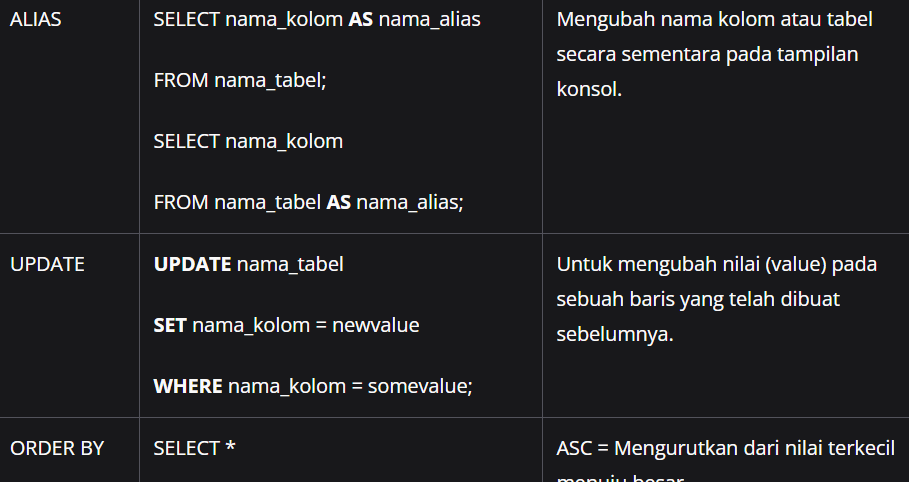 ALIAS
SELECT nama_kolom AS nama_alias
FROM nama_tabel;
SELECT nama_kolom
FROM nama_tabel AS nama_alias;
Mengubah nama kolom atau tabel
secara sementara pada tampilan
konsol.
UPDATE
UPDATE nama_tabel
SET nama_kolom = newvalue
WHERE nama_kolom = somevalue;
Untuk mengubah nilai (value) pada
sebuah baris yang telah dibuat
sebelumnya.
ORDER BY
SELECT *
ASC = Mengurutkan dari nilai terkecil
menuju besar